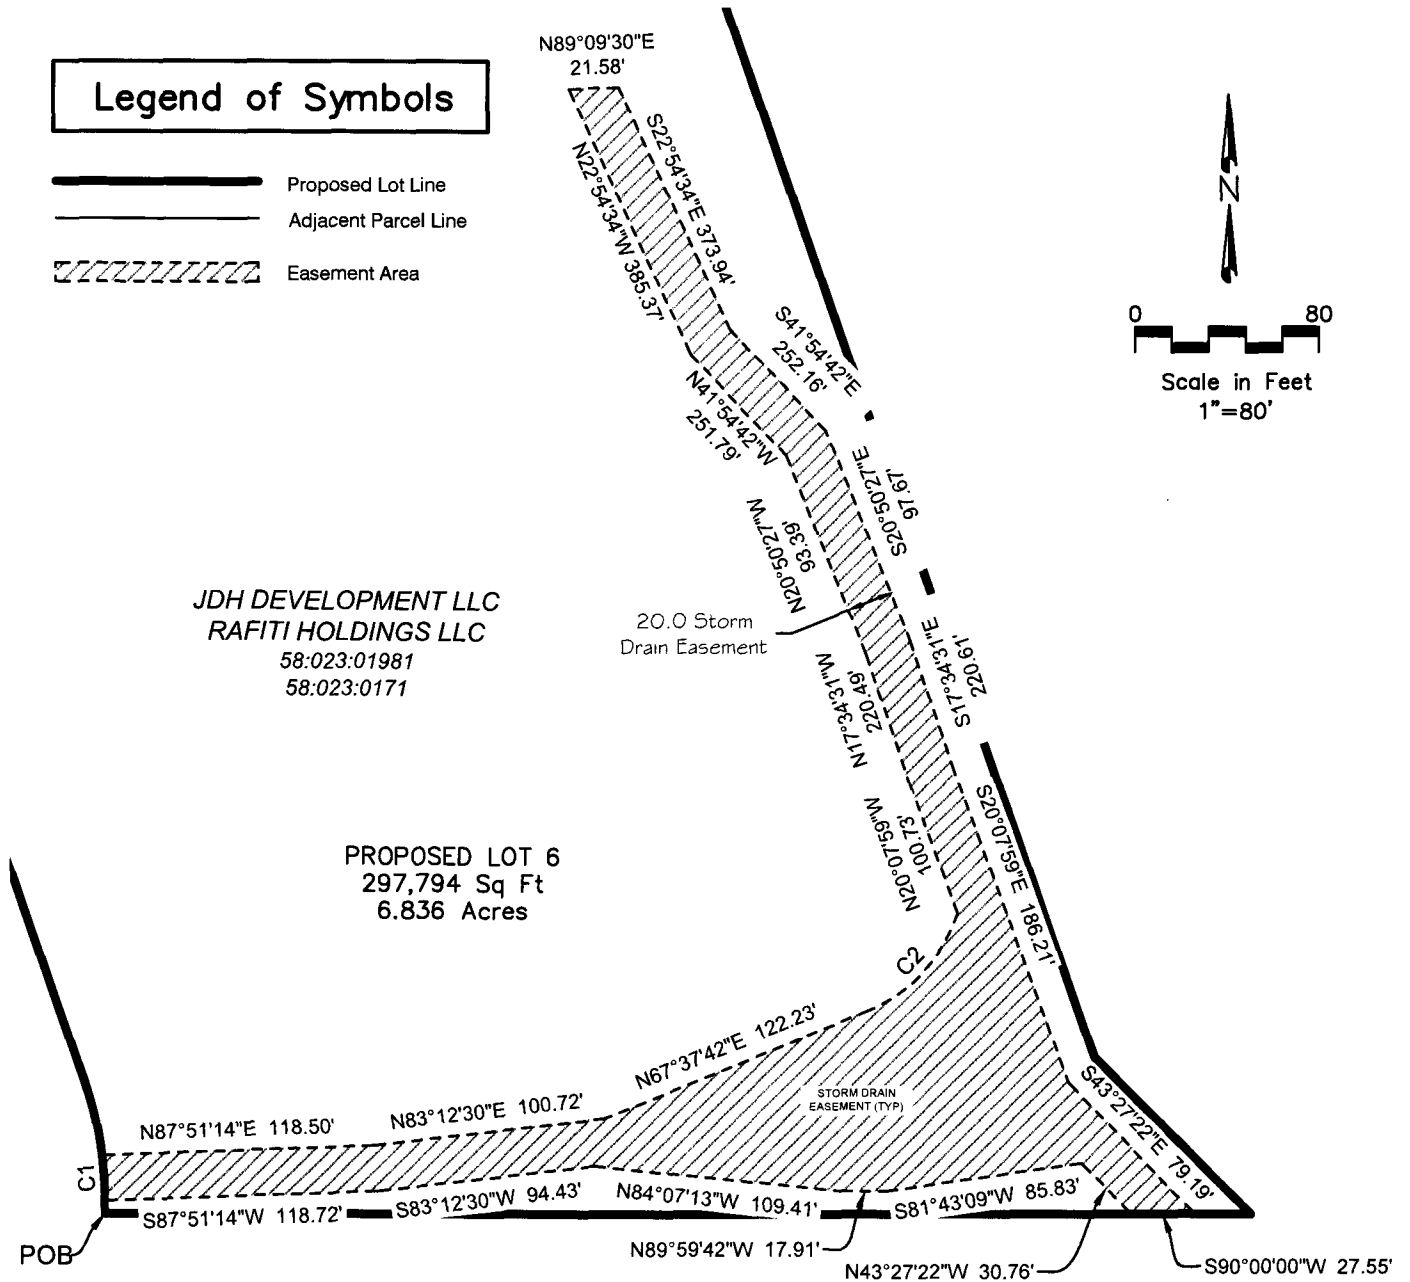 Legend of Symbols
Proposed Lot Line
Adjacent Parcel Line
Easement Area
N89°09'30"E
21.58'
S22°54'34"E 373.94'
N22°54'34"W 385.37'
S41°54'42"E
252.16'
N41°54'42"W
251.79'
N
0 80
Scale in Feet
1"=80'
S20°50'27"E
97.67'
N20°50'27"W
93.39'
20.0 Storm
Drain Easement
S17°34'31"E
220.61'
N17°34'31"W
220.49'
JDH DEVELOPMENT LLC
RAFITI HOLDINGS LLC
58:023:01981
58:023:0171
S20°07'59"E 186.21'
N20°07'59"W
100.73'
PROPOSED LOT 6
297,794 Sq Ft
6.836 Acres
C2
N67°37'42"E 122.23'
STORM DRAIN
EASEMENT (TYP)
S43°27'22"E 79.19'
N87°51'14"E 118.50'
N83°12'30"E 100.72'
C1
S87°51'14"W 118.72'
S83°12'30"W 94.43'
N84°07'13"W 109.41'
S81°43'09"W 85.83'
POB
N89°59'42"W 17.91'
N43°27'22"W 30.76'
S90°00'00"W 27.55'